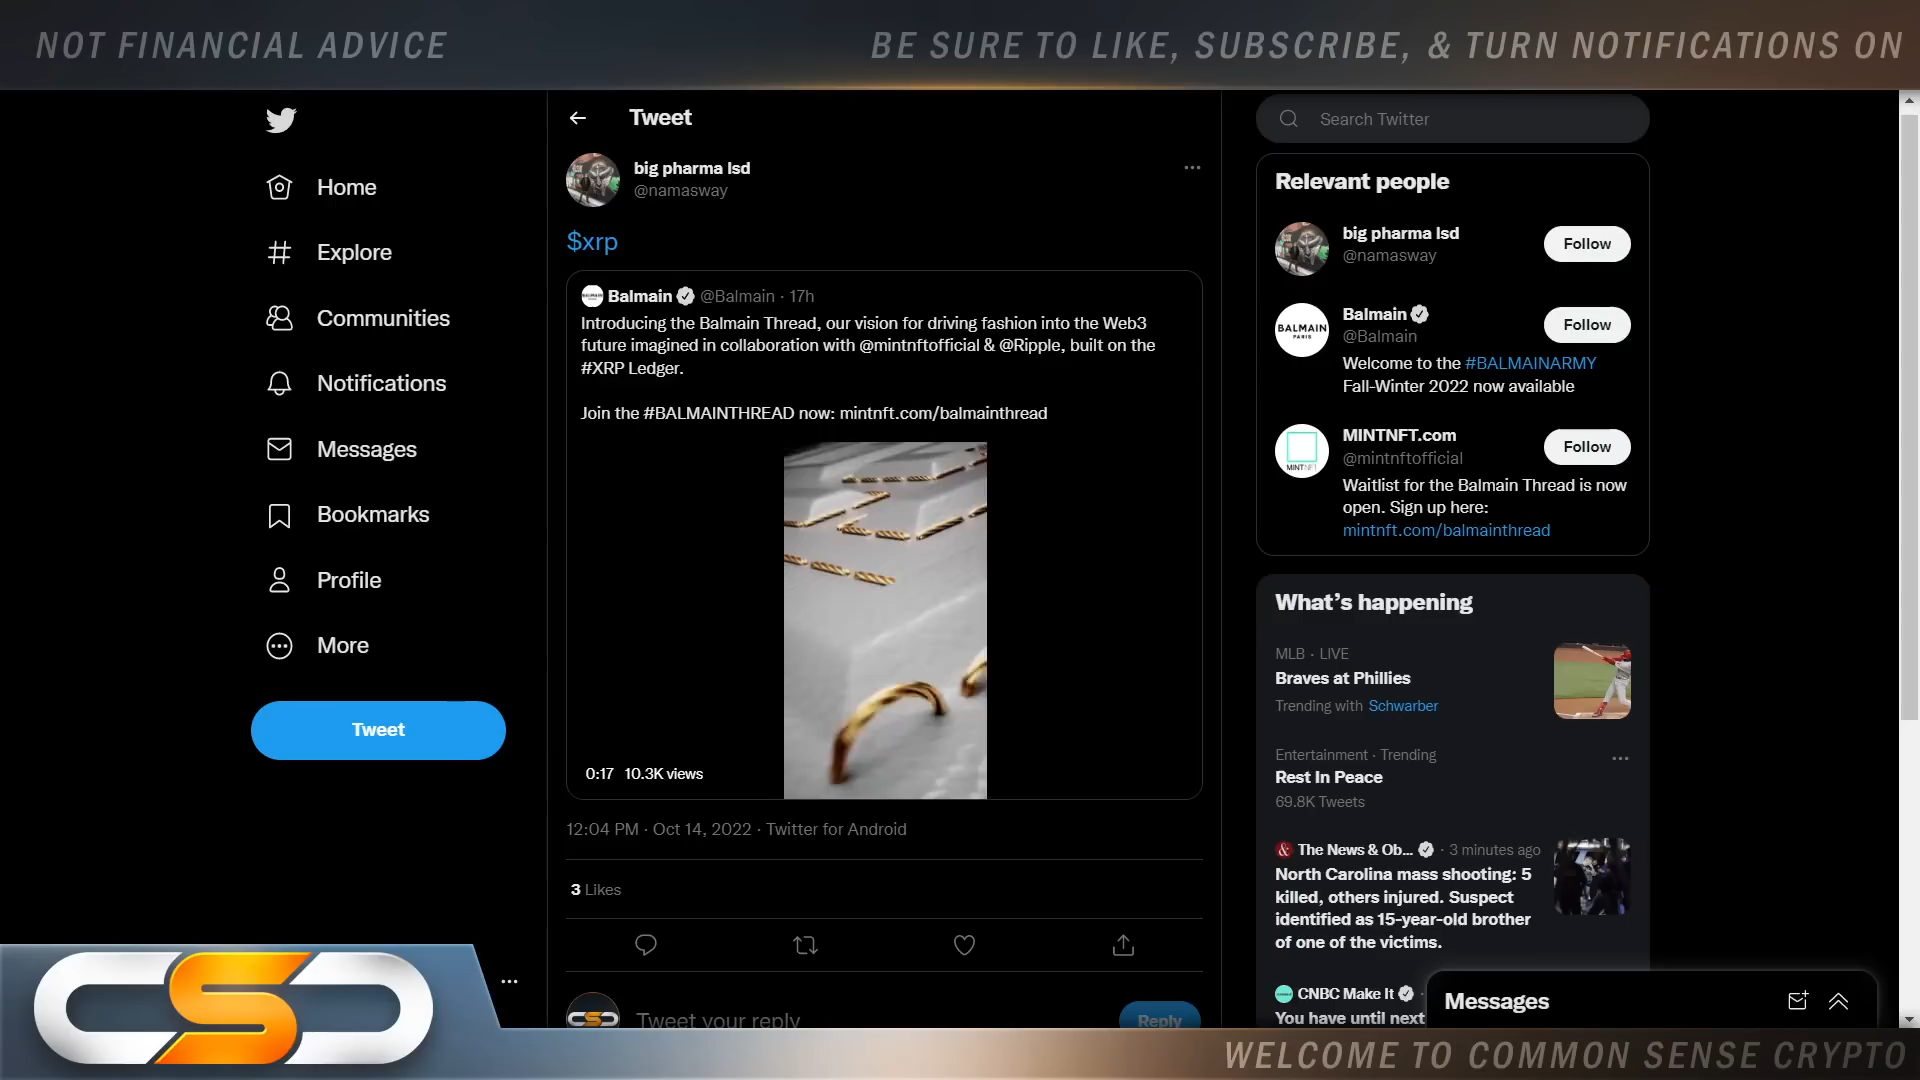 NOT FINANCIAL ADVICE
BE SURE TO LIKE, SUBSCRIBE, & TURN NOTIFICATIONS ON
Home
Explore
Communities
Notifications
Messages
Bookmarks
Profile
More
Tweet
Tweet
big pharma lsd
@namasway
$xrp
Balmain @Balmain · 17h
Introducing the Balmain Thread, our vision for driving fashion into the Web3
future imagined in collaboration with @mintnftofficial & @Ripple, built on the
#XRP Ledger.
Join the #BALMAINTHREAD now: mintnft.com/balmainthread
0:17 10.3K views
12:04 PM · Oct 14, 2022 · Twitter for Android
3 Likes
Tweet your reply
Reply
Search Twitter
Relevant people
big pharma lsd
@namasway
Follow
BALMAIN
PARIS
Balmain
@Balmain
Follow
Welcome to the #BALMAINARMY
Fall-Winter 2022 now available
MINTNFT
MINTNFT.com
@mintnftofficial
Follow
Waitlist for the Balmain Thread is now
open. Sign up here:
mintnft.com/balmainthread
What's happening
MLB · LIVE
Braves at Phillies
Trending with Schwarber
Entertainment · Trending
Rest In Peace
69.8K Tweets
The News & Ob... · 3 minutes ago
North Carolina mass shooting: 5
killed, others injured. Suspect
identified as 15-year-old brother
of one of the victims.
CNBC Make It ·
You have until next
Messages
CSC
WELCOME TO COMMON SENSE CRYPTO